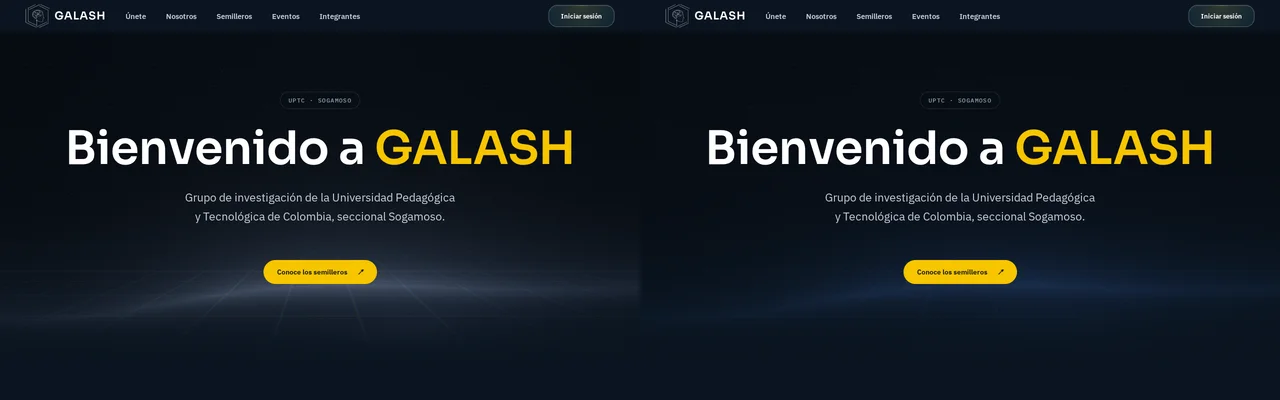 GALASH Únete Nosotros Semilleros Eventos Integrantes Iniciar sesión
UPTC · SOGAMOSO
Bienvenido a GALASH
Grupo de investigación de la Universidad Pedagógica
y Tecnológica de Colombia, seccional Sogamoso.
Conoce los semilleros ↗
GALASH Únete Nosotros Semilleros Eventos Integrantes Iniciar sesión
UPTC · SOGAMOSO
Bienvenido a GALASH
Grupo de investigación de la Universidad Pedagógica
y Tecnológica de Colombia, seccional Sogamoso.
Conoce los semilleros ↗